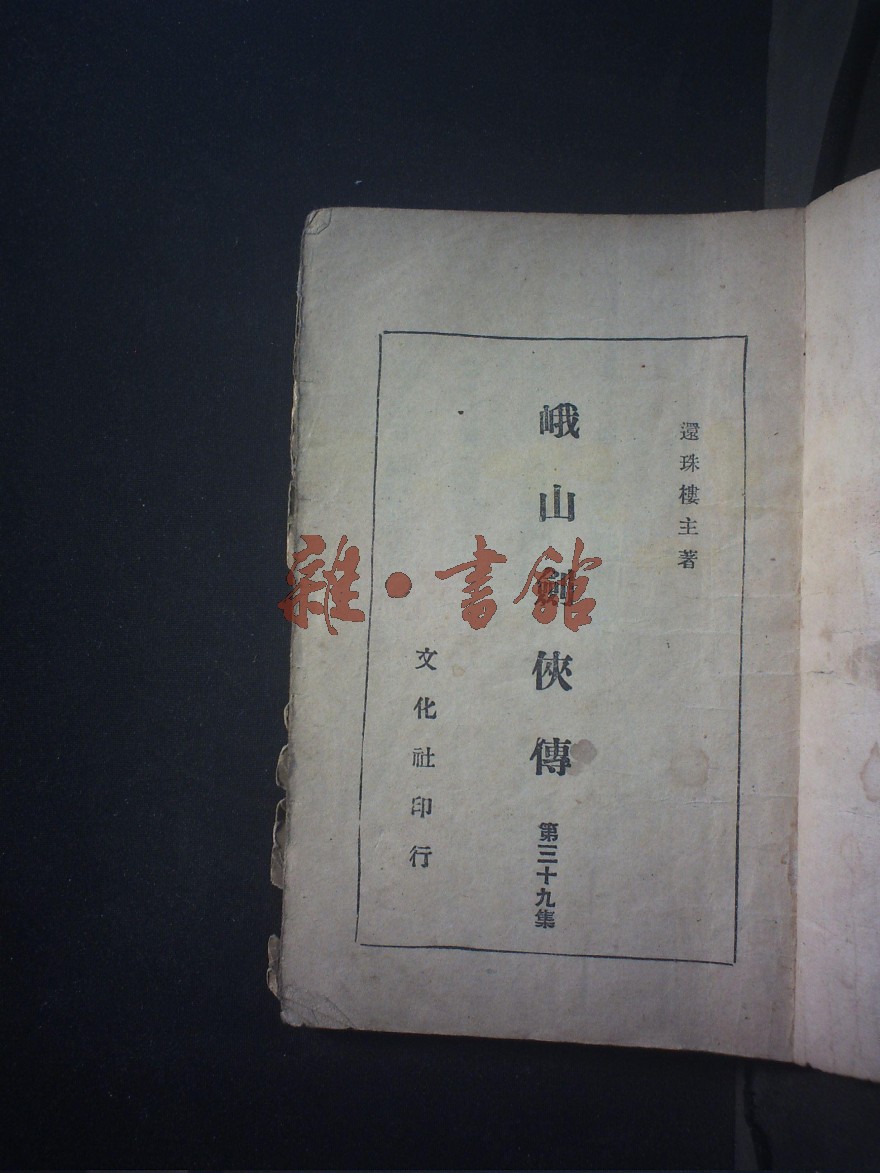 還珠樓主著
峨山劍俠傳
第三十九集
文化社印行
雜·書館